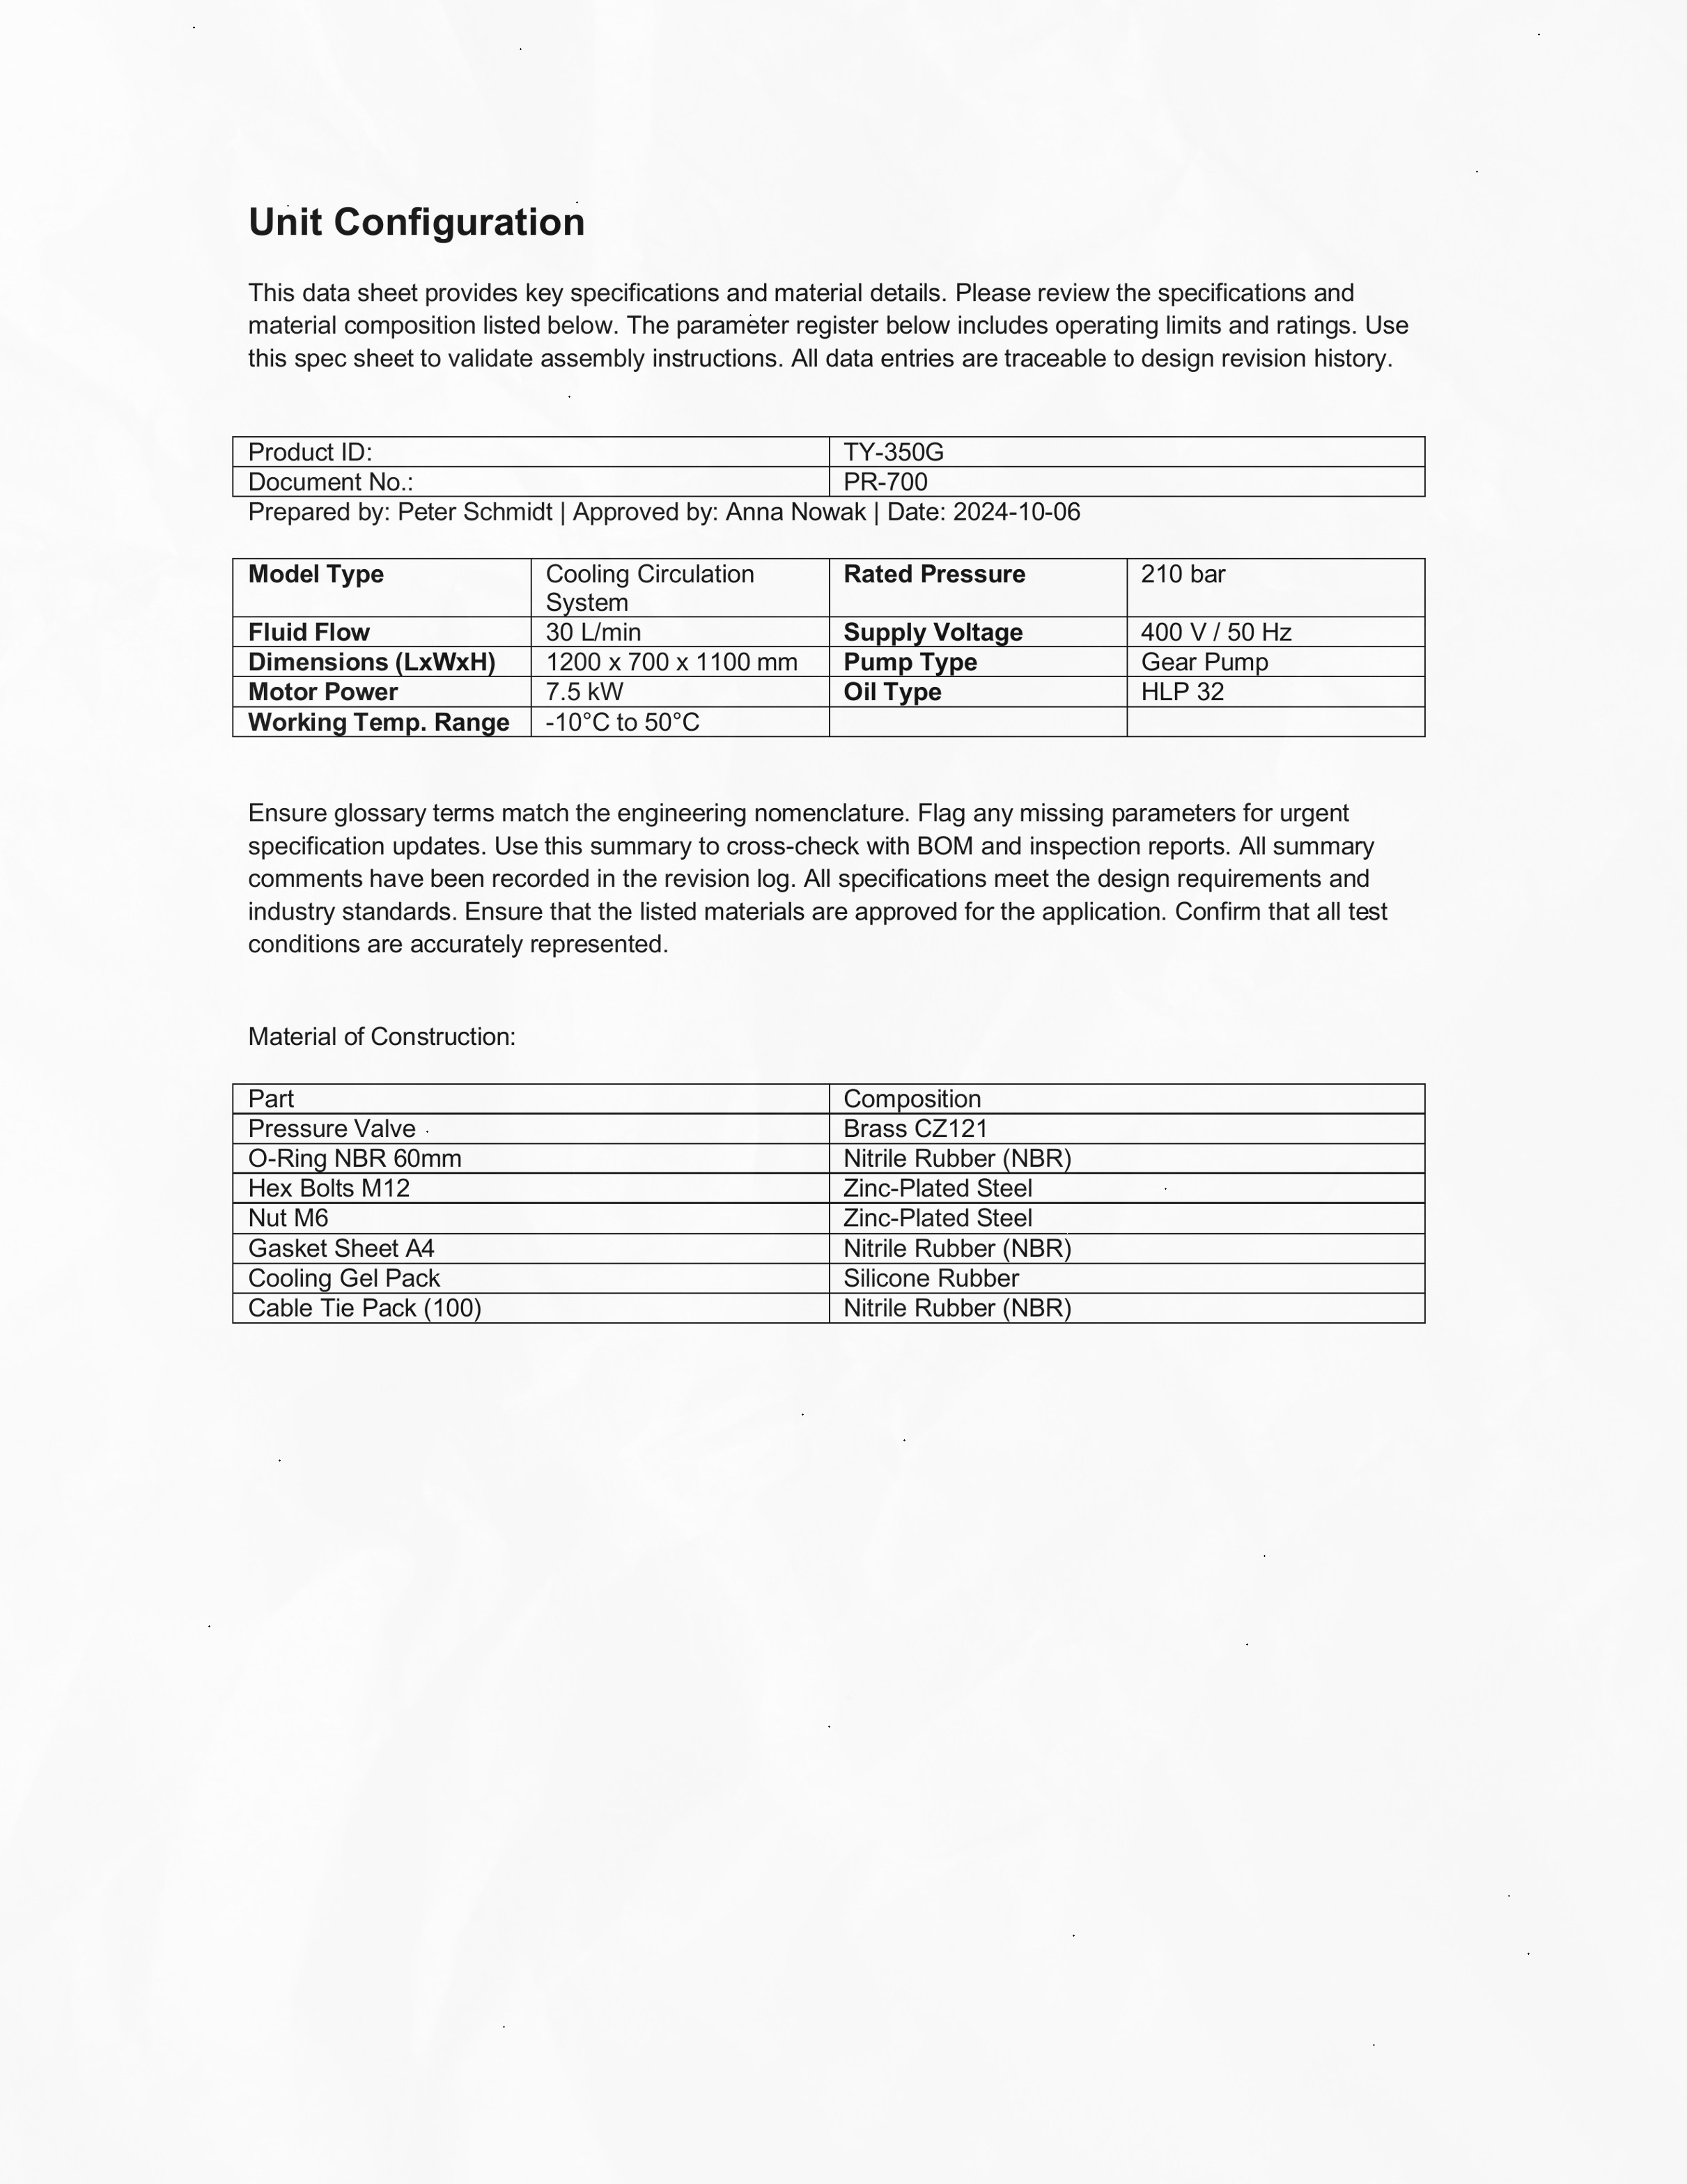 Unit Configuration
This data sheet provides key specifications and material details. Please review the specifications and
material composition listed below. The parameter register below includes operating limits and ratings. Use
this spec sheet to validate assembly instructions. All data entries are traceable to design revision history.
Product ID: TY-350G
Document No.: PR-700
Prepared by: Peter Schmidt | Approved by: Anna Nowak | Date: 2024-10-06
Model Type Cooling Circulation Rated Pressure 210 bar
System
Fluid Flow 30 L/min Supply Voltage 400 V / 50 Hz
Dimensions (LxWxH) 1200 x 700 x 1100 mm Pump Type Gear Pump
Motor Power 7.5 kW Oil Type HLP 32
Working Temp. Range -10°C to 50°C
Ensure glossary terms match the engineering nomenclature. Flag any missing parameters for urgent
specification updates. Use this summary to cross-check with BOM and inspection reports. All summary
comments have been recorded in the revision log. All specifications meet the design requirements and
industry standards. Ensure that the listed materials are approved for the application. Confirm that all test
conditions are accurately represented.
Material of Construction:
Part Composition
Pressure Valve Brass CZ121
O-Ring NBR 60mm Nitrile Rubber (NBR)
Hex Bolts M12 Zinc-Plated Steel
Nut M6 Zinc-Plated Steel
Gasket Sheet A4 Nitrile Rubber (NBR)
Cooling Gel Pack Silicone Rubber
Cable Tie Pack (100) Nitrile Rubber (NBR)